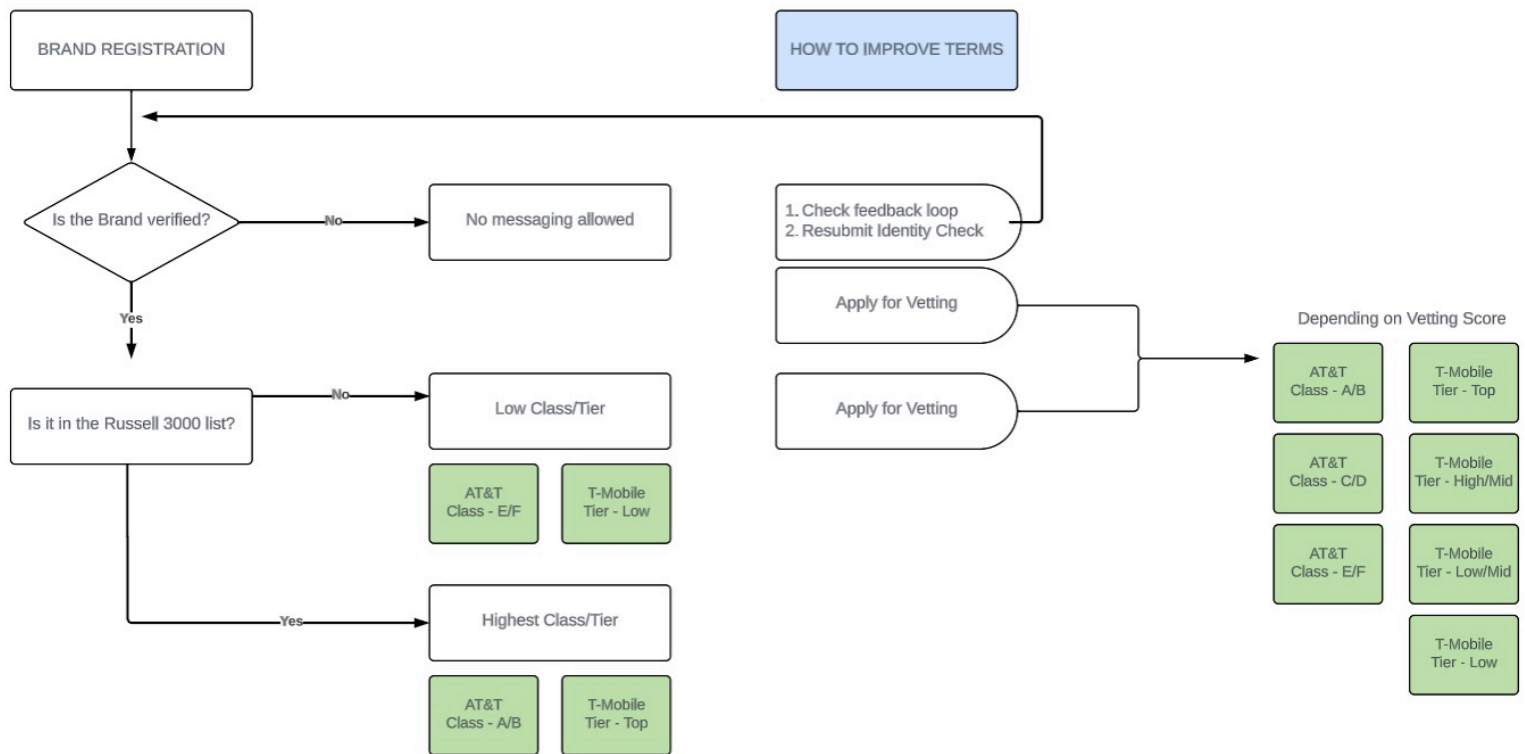 BRAND REGISTRATION
HOW TO IMPROVE TERMS
Is the Brand verified?
No
No messaging allowed
1. Check feedback loop
2. Resubmit Identity Check
Apply for Vetting
Yes
Depending on Vetting Score
Is it in the Russell 3000 list?
No
Low Class/Tier
Apply for Vetting
AT&T
Class - E/F
T-Mobile
Tier - Low
Yes
Highest Class/Tier
AT&T
Class - A/B
T-Mobile
Tier - Top
AT&T
Class - A/B
T-Mobile
Tier - Top
AT&T
Class - C/D
T-Mobile
Tier - High/Mid
AT&T
Class - E/F
T-Mobile
Tier - Low/Mid
T-Mobile
Tier - Low